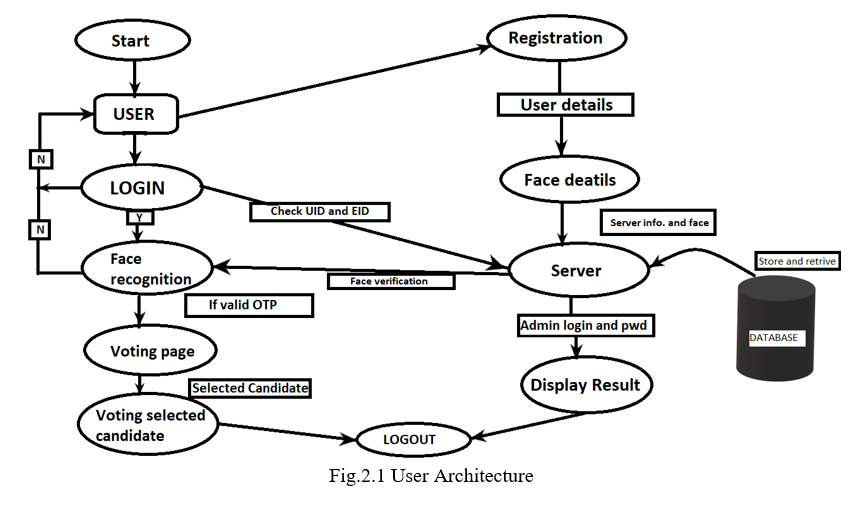 Start
Registration
USER
User details
N
LOGIN
Face deatils
Y
Check UID and EID
N
Server info. and face
Face
recognition
Server
Store and retrive
Face verification
If valid OTP
Admin login and pwd
DATABASE
Voting page
Selected Candidate
Display Result
Voting selected
candidate
LOGOUT
Fig.2.1 User Architecture